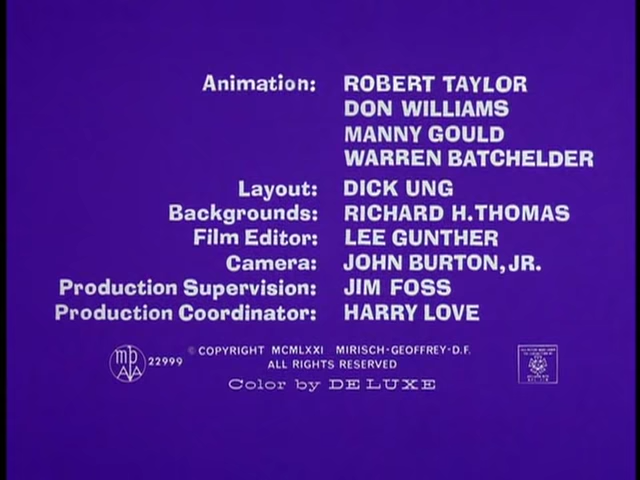 Animation: ROBERT TAYLOR
DON WILLIAMS
MANNY GOULD
WARREN BATCHELDER
Layout: DICK UNG
Backgrounds: RICHARD H. THOMAS
Film Editor: LEE GUNTHER
Camera: JOHN BURTON, JR.
Production Supervision: JIM FOSS
Production Coordinator: HARRY LOVE
mpAA 22999
© COPYRIGHT MCMLXXI MIRISCH-GEOFFREY-D.F.
ALL RIGHTS RESERVED
Color by DE LUXE